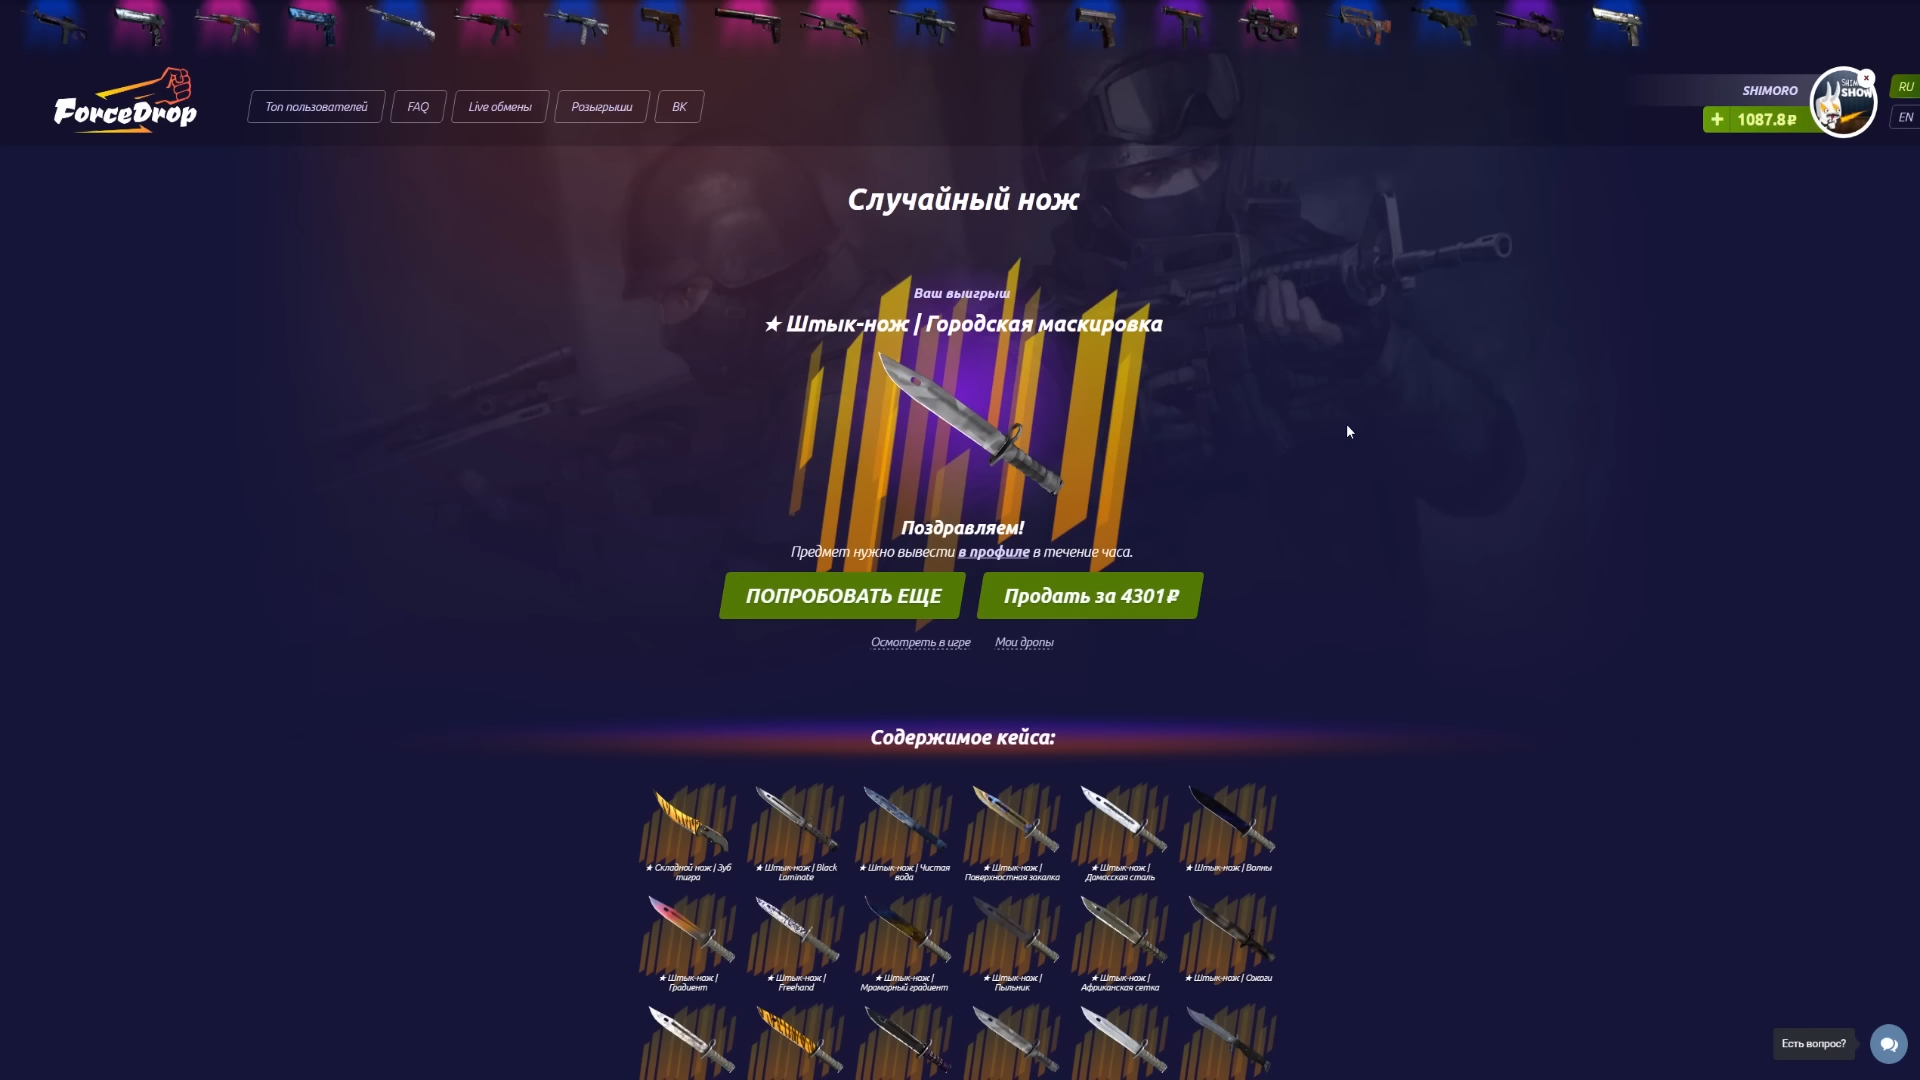 ForceDrop
Топ пользователей
FAQ
Live обмены
Розыгрыши
ВК
SHIMORO
1087.8₽
SHOW
RU
EN
Случайный нож
Ваш выигрыш
★ Штык-нож | Городская маскировка
Поздравляем!
Предмет нужно вывести в профиле в течение часа.
ПОПРОБОВАТЬ ЕЩЕ
Продать за 4301₽
Осмотреть в игре
Мои дропы
Содержимое кейса:
★ Складной нож | Зуб
тигра
★ Штык-нож | Black
Laminate
★ Штык-нож | Чистая
вода
★ Штык-нож |
Поверхностная закалка
★ Штык-нож |
Дамасская сталь
★ Штык-нож | Волны
★ Штык-нож |
Градиент
★ Штык-нож |
Freehand
★ Штык-нож |
Мраморный градиент
★ Штык-нож |
Пыльник
★ Штык-нож |
Африканская сетка
★ Штык-нож | Ожоги
Есть вопрос?